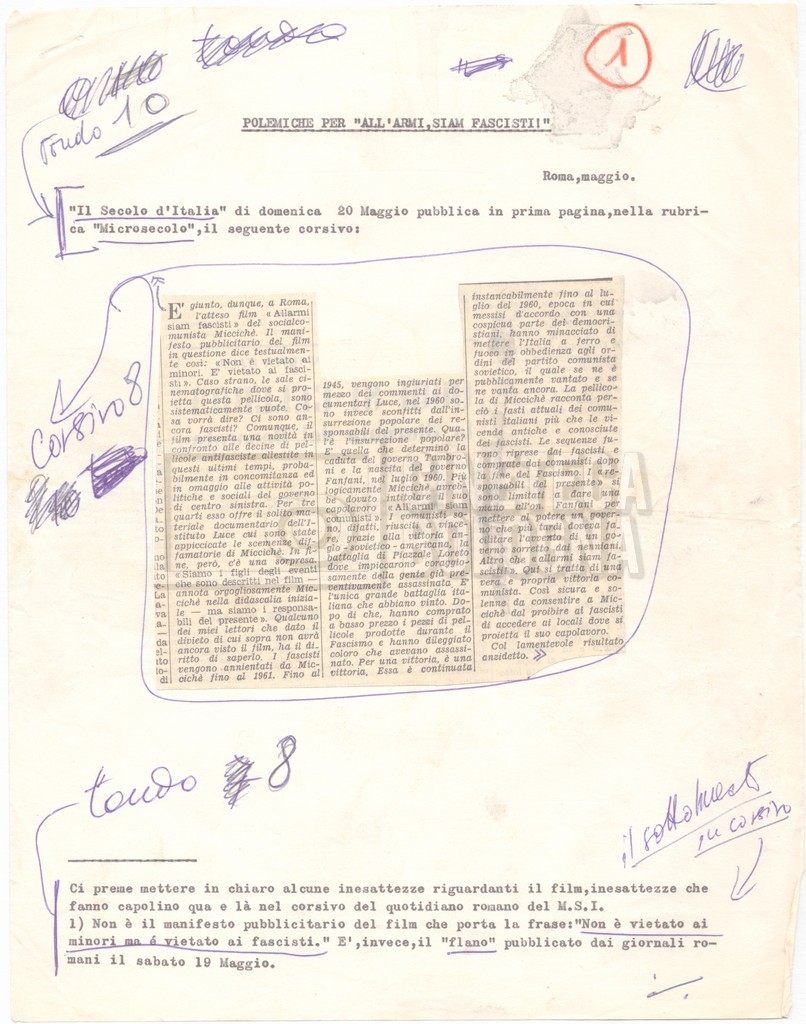 tondo
1
tondo 10
POLEMICHE PER "ALL'ARMI,SIAM FASCISTI!"
Roma,maggio.
"Il Secolo d'Italia" di domenica 20 Maggio pubblica in prima pagina,nella rubri-
ca "Microsecolo",il seguente corsivo:
corsivo 8
«
E' giunto, dunque, a Roma,
l'atteso film «Allarmi
siam fascisti» del socialco-
munista Miccichè. Il mani-
festo pubblicitario del film
in questione dice testualmen-
te così: «Non è vietato ai
minori. E' vietato ai fasci-
sti». Caso strano, le sale ci-
nematografiche dove si pro-
ietta questa pellicola, sono
sistematicamente vuote. Co-
sa vorrà dire? Ci sono an-
cora fascisti? Comunque, il
film presenta una novità in
confronto alle decine di pel-
licole antifasciste allestite in
questi ultimi tempi, proba-
bilmente in concomitanza ed
in omaggio alle attività po-
litiche e sociali del governo
di centro sinistra. Per tre
quarti esso offre il solito ma-
teriale documentario dell'I-
stituto Luce cui sono state
appiccicate le scemenze dif-
famatorie di Miccichè. In fi-
ne, però, c'è una sorpresa.
«Siamo i figli degli eventi
che sono descritti nel film —
annota orgogliosamente Mic-
cichè nella didascalia inizia-
le — ma siamo i responsa-
bili del presente». Qualcuno
dei miei lettori che dato il
divieto di cui sopra non avrà
ancora visto il film, ha il di-
ritto di saperlo. I fascisti
vengono annientati da Mic-
cichè fino al 1961. Fino al
1945, vengono ingiuriati per
mezzo dei commenti ai do-
cumentari Luce, nel 1960 so-
no invece sconfitti dall'in-
surrezione popolare dei re-
sponsabili del presente. Qua-
l'è l'insurrezione popolare?
E' quella che determinò la
caduta del governo Tambro-
ni e la nascita del governo
Fanfani, nel luglio 1960. Più
logicamente Miccichè avreb-
be dovuto intitolare il suo
capolavoro «Allarmi siam
comunisti». I comunisti so-
no, difatti, riusciti a vince-
re, grazie alla vittoria an-
glo-sovietico-americana, la
battaglia di Piazzale Loreto
dove impiccarono coraggio-
samente della gente già pre-
ventivamente assassinata. E'
l'unica grande battaglia ita-
liana che abbiano vinto. Do-
po di che, hanno comprato
a basso prezzo i pezzi di pel-
licole prodotte durante il
Fascismo e hanno dileggiato
coloro che avevano assassi-
nato. Per una vittoria, è una
vittoria. Essa è continuata
instancabilmente fino al lu-
glio del 1960, epoca in cui
messisi d'accordo con una
cospicua parte dei democri-
stiani, hanno minacciato di
mettere l'Italia a ferro e
fuoco in obbedienza agli or-
dini del partito comunista
sovietico, il quale se ne è
pubblicamente vantato e se
ne vanta ancora. La pellico-
la di Miccichè racconta per-
ciò i fasti attuali dei comu-
nisti italiani più che le vi-
cende antiche e conosciute
dei fascisti. Le sequenze fu-
rono riprese dai fascisti e
comprate dai comunisti dopo
la fine del Fascismo. I «re-
sponsabili del presente» si
sono limitati a dare una
mano all'on. Fanfani per
mettere al potere un gover-
no che più tardi doveva fa-
cilitare l'avvento di un go-
verno sorretto dai nenniani.
Altro che «allarmi siam fa-
scisti!». Qui si tratta di una
vera e propria vittoria co-
munista. Così sicura e so-
lenne da consentire a Mic-
cichè dal proibire ai fascisti
di accedere ai locali dove si
proietta il suo capolavoro.
Col lamentevole risultato
anzidetto.
»
tondo 8
il sottolineato
in corsivo
Ci preme mettere in chiaro alcune inesattezze riguardanti il film,inesattezze che
fanno capolino qua e là nel corsivo del quotidiano romano del M.S.I.
1) Non è il manifesto pubblicitario del film che porta la frase:"Non è vietato ai
minori ma é vietato ai fascisti." E',invece,il "flano" pubblicato dai giornali ro-
mani il sabato 19 Maggio.